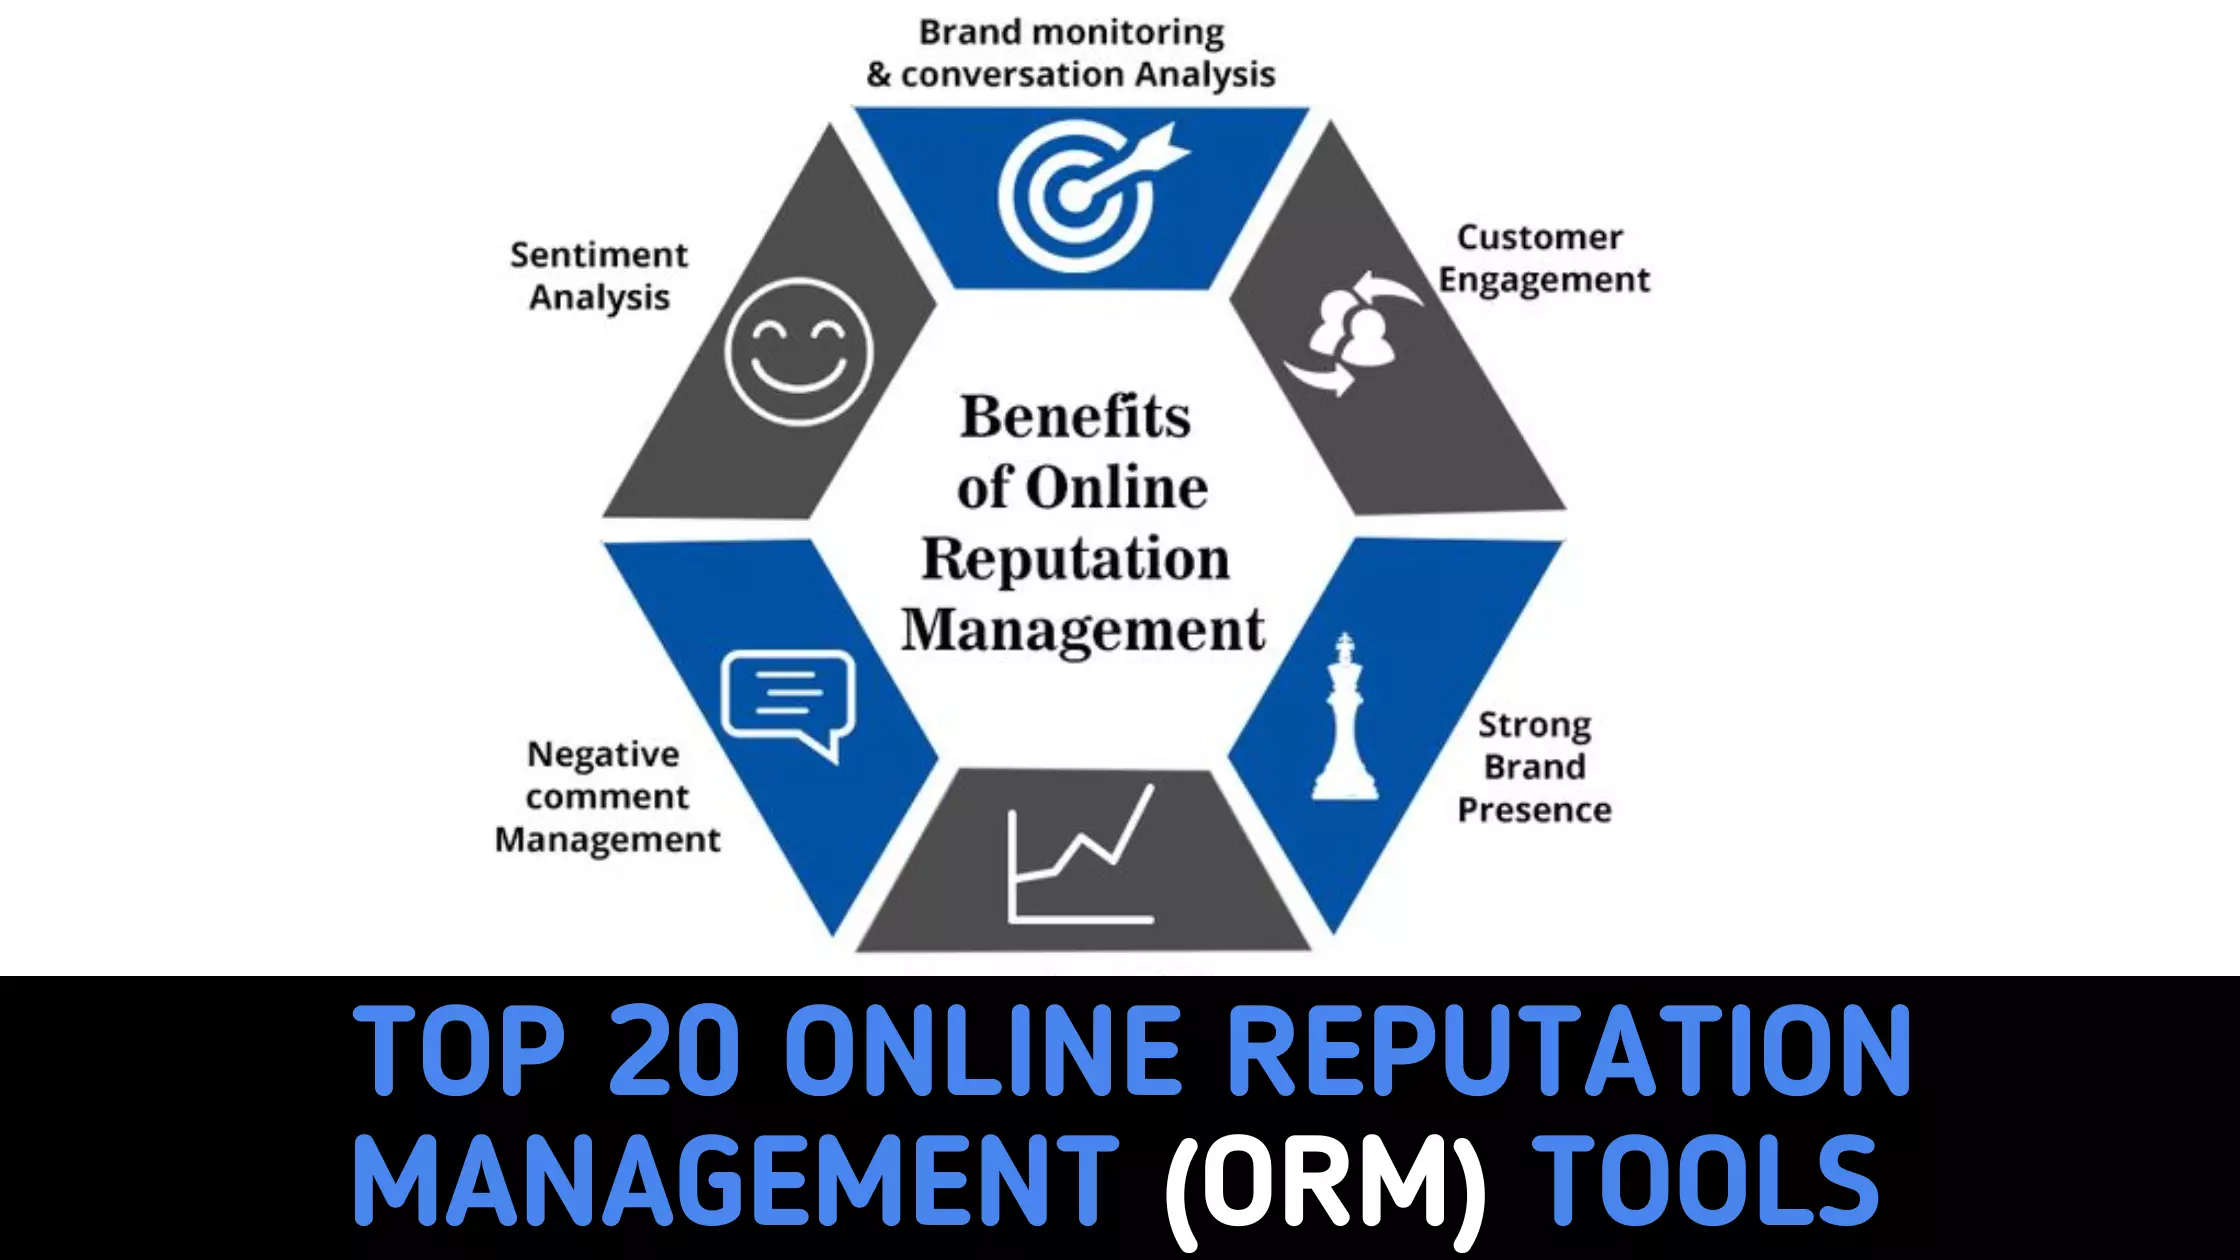 Brand monitoring
& conversation Analysis
Sentiment
Analysis
Customer
Engagement
Benefits
of Online
Reputation
Management
Negative
comment
Management
Strong
Brand
Presence
TOP 20 ONLINE REPUTATION
MANAGEMENT (ORM) TOOLS